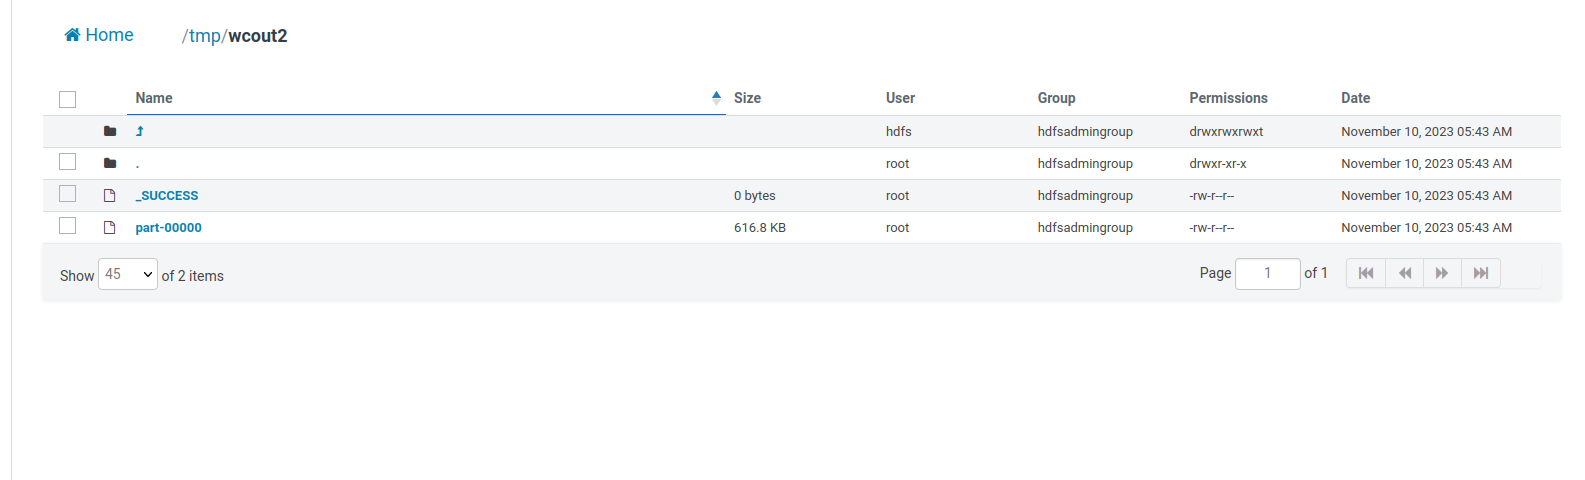 Home /tmp/wcout2
Name Size User Group Permissions Date
hdfs hdfsadmingroup drwxrwxrwxt November 10, 2023 05:43 AM
. root hdfsadmingroup drwxr-xr-x November 10, 2023 05:43 AM
_SUCCESS 0 bytes root hdfsadmingroup -rw-r--r-- November 10, 2023 05:43 AM
part-00000 616.8 KB root hdfsadmingroup -rw-r--r-- November 10, 2023 05:43 AM
Show 45 of 2 items Page 1 of 1